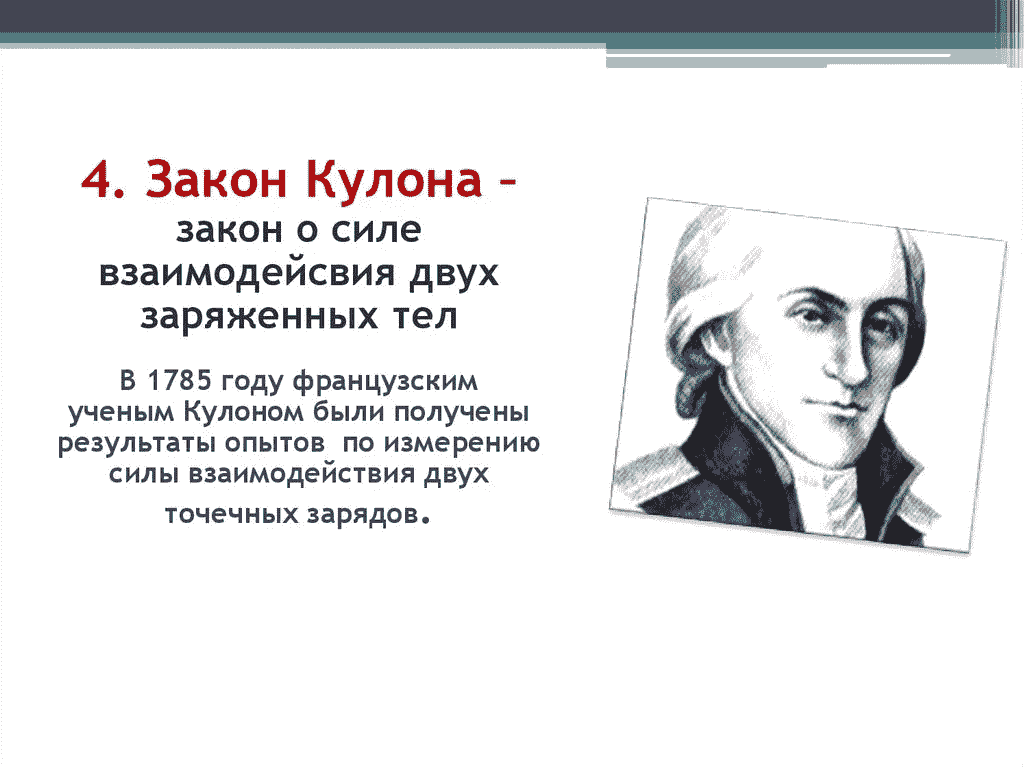 4. Закон Кулона –
закон о силе
взаимодейсвия двух
заряженных тел
В 1785 году французским
ученым Кулоном были получены
результаты опытов по измерению
силы взаимодействия двух
точечных зарядов.